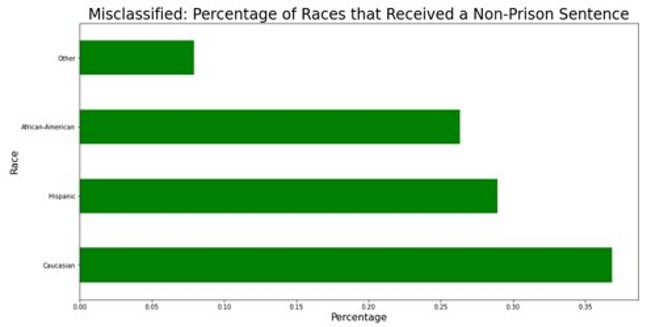 Misclassified: Percentage of Races that Received a Non-Prison Sentence
Other
African-American
Hispanic
Caucasian
Race
0.00 0.05 0.10 0.15 0.20 0.25 0.30 0.35
Percentage